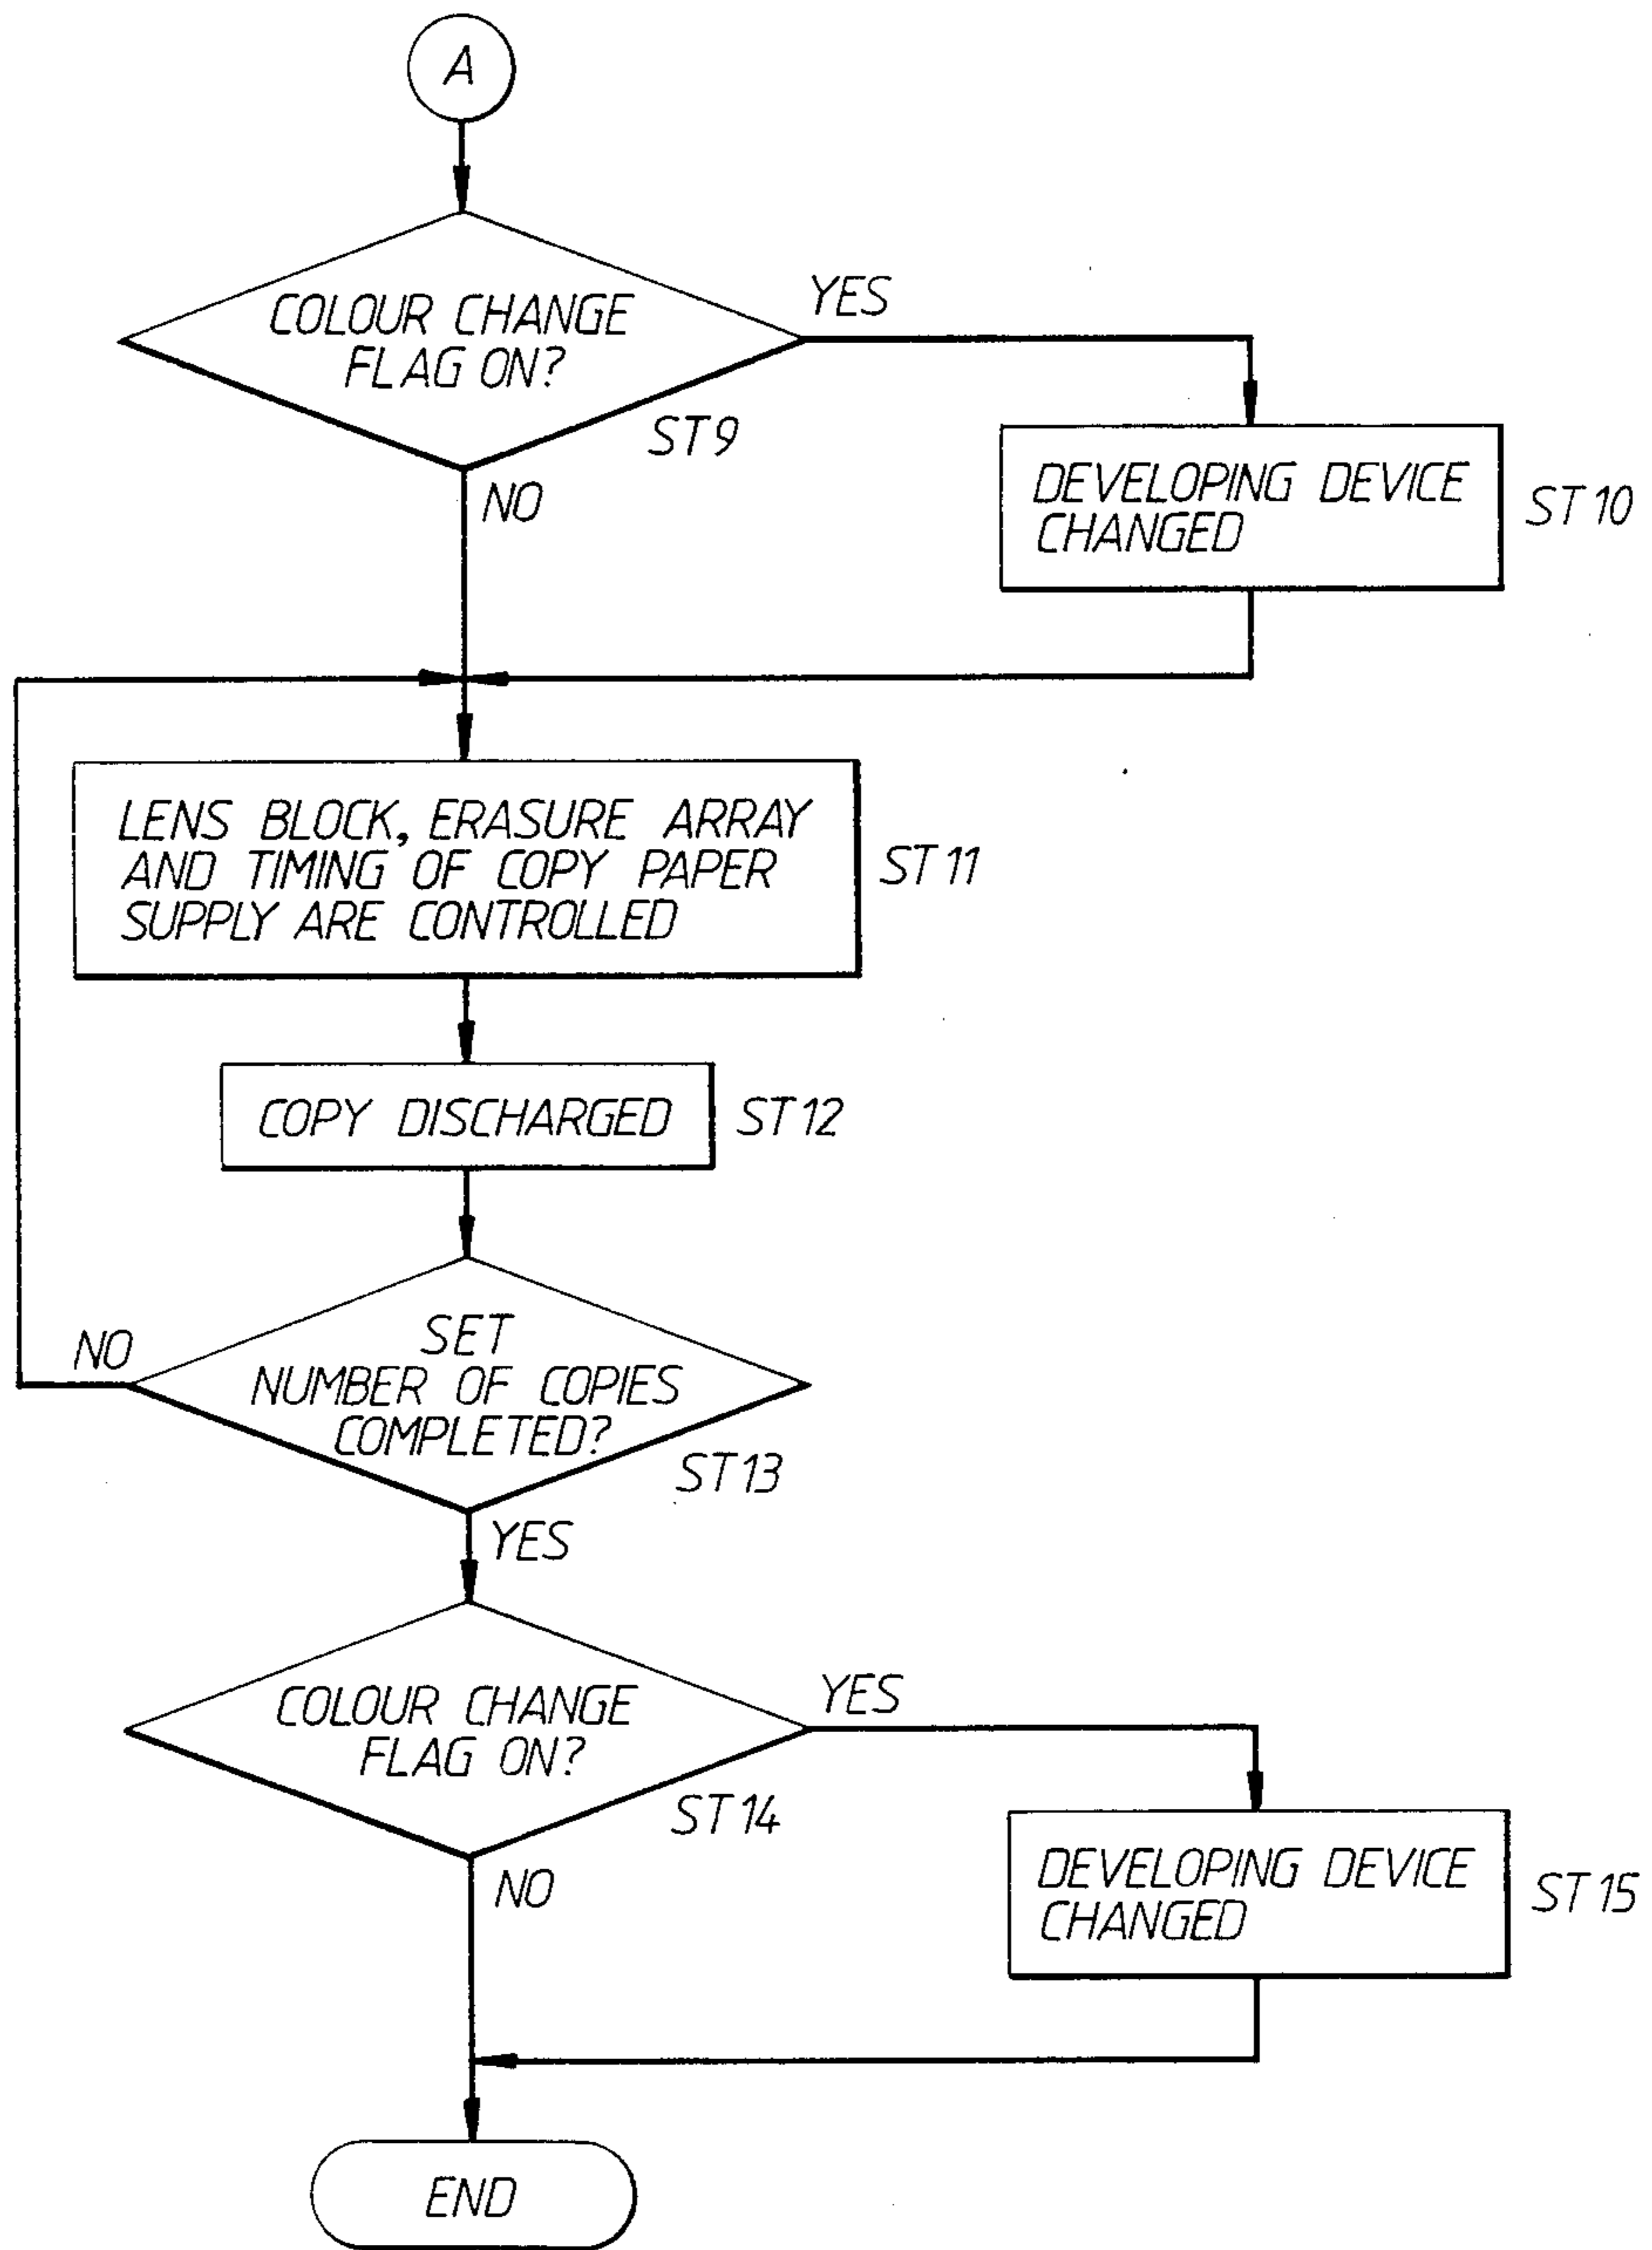 A
COLOUR CHANGE
FLAG ON?
YES
ST9
NO
DEVELOPING DEVICE
CHANGED
ST10
LENS BLOCK, ERASURE ARRAY
AND TIMING OF COPY PAPER
SUPPLY ARE CONTROLLED
ST11
COPY DISCHARGED
ST12
SET
NUMBER OF COPIES
COMPLETED?
NO
ST13
YES
COLOUR CHANGE
FLAG ON?
YES
ST14
NO
DEVELOPING DEVICE
CHANGED
ST15
END